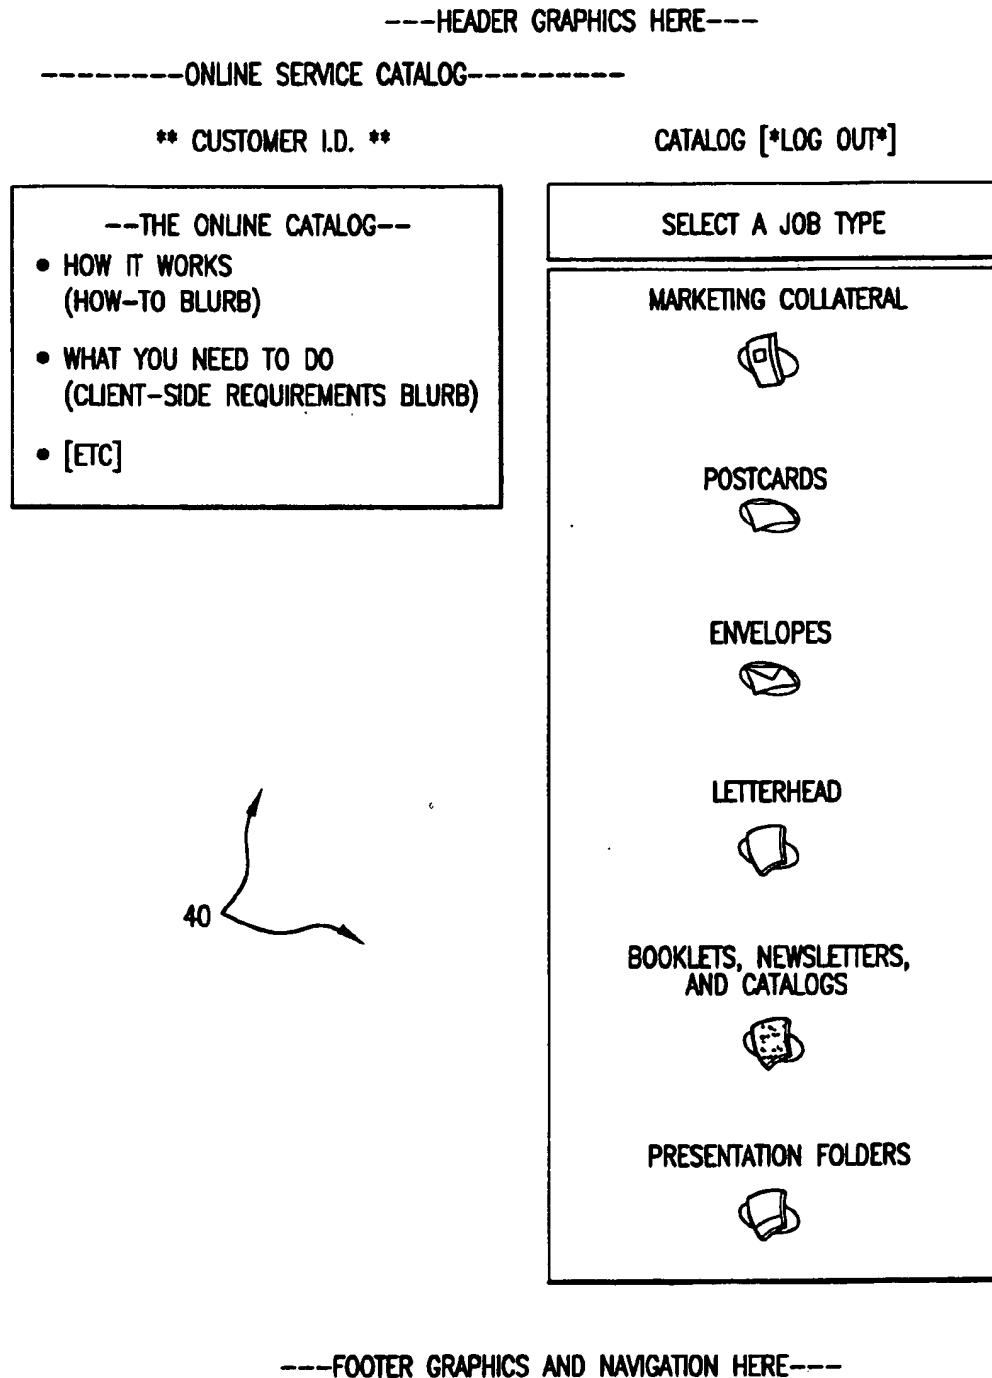 ---HEADER GRAPHICS HERE---
---------ONLINE SERVICE CATALOG----------
** CUSTOMER I.D. **
CATALOG [*LOG OUT*]
--THE ONLINE CATALOG--
• HOW IT WORKS
(HOW-TO BLURB)
• WHAT YOU NEED TO DO
(CLIENT-SIDE REQUIREMENTS BLURB)
• [ETC]
SELECT A JOB TYPE
MARKETING COLLATERAL
POSTCARDS
ENVELOPES
LETTERHEAD
BOOKLETS, NEWSLETTERS,
AND CATALOGS
PRESENTATION FOLDERS
40
---FOOTER GRAPHICS AND NAVIGATION HERE---